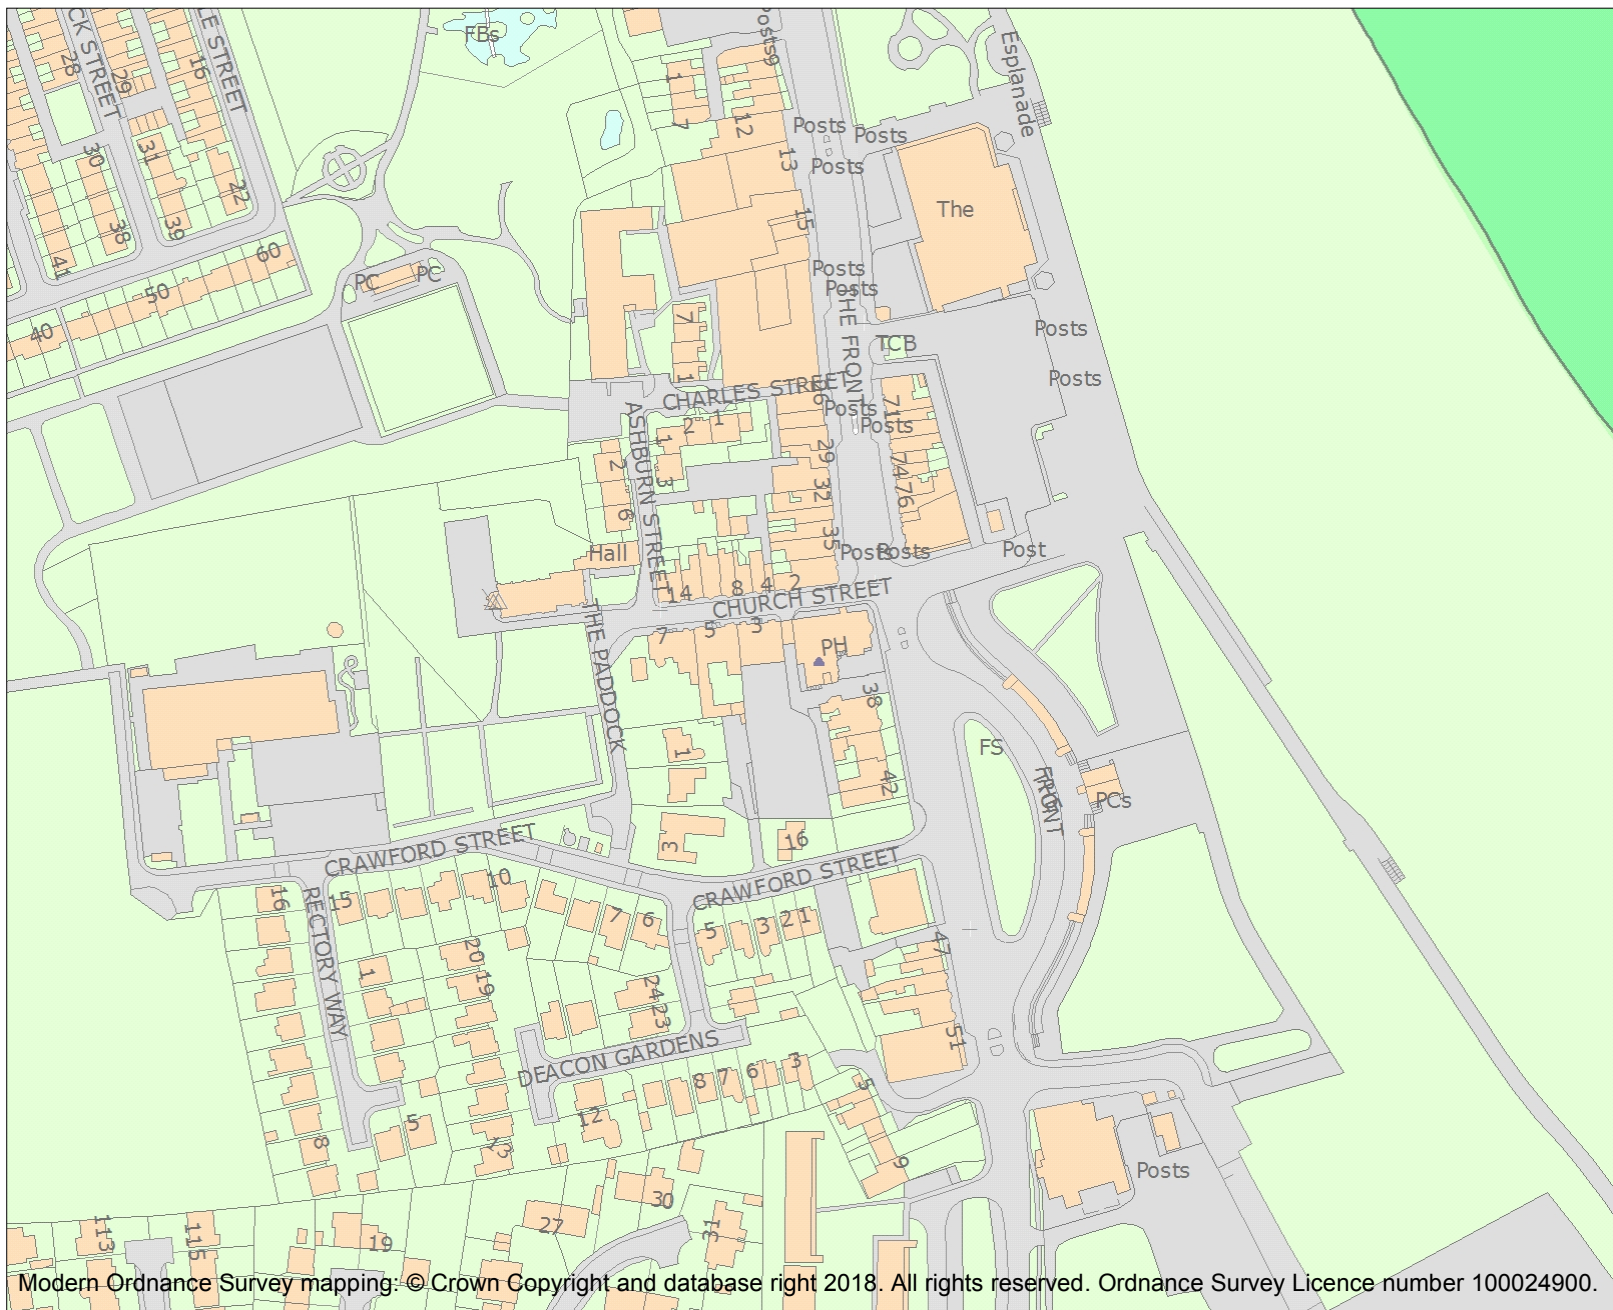 CK STREET
LE STREET
FBs
Posts
9
Esplanade
28
29
16
1
7
12
13
Posts
Posts
Posts
30
31
22
38
39
41
15
The
60
50
40
PC
PC
Posts
Posts
THE FRONT
TCB
Posts
Posts
7
1
CHARLES STREET
26
71
Posts
Posts
ASHBURN STREET
2
1
1
3
2
6
29
32
35
74
76
Hall
Posts
Posts
Post
14
8
4
2
CHURCH STREET
7
5
3
PH
THE PADDOCK
38
1
42
FS
FRONT
PCs
3
16
CRAWFORD STREET
CRAWFORD STREET
16
15
10
7
6
5
3
2
1
RECTORY WAY
1
20
19
24
23
47
51
DEACON GARDENS
8
7
6
3
5
12
5
8
13
9
Posts
30
27
31
113
115
19
Modern Ordnance Survey mapping: © Crown Copyright and database right 2018. All rights reserved. Ordnance Survey Licence number 100024900.